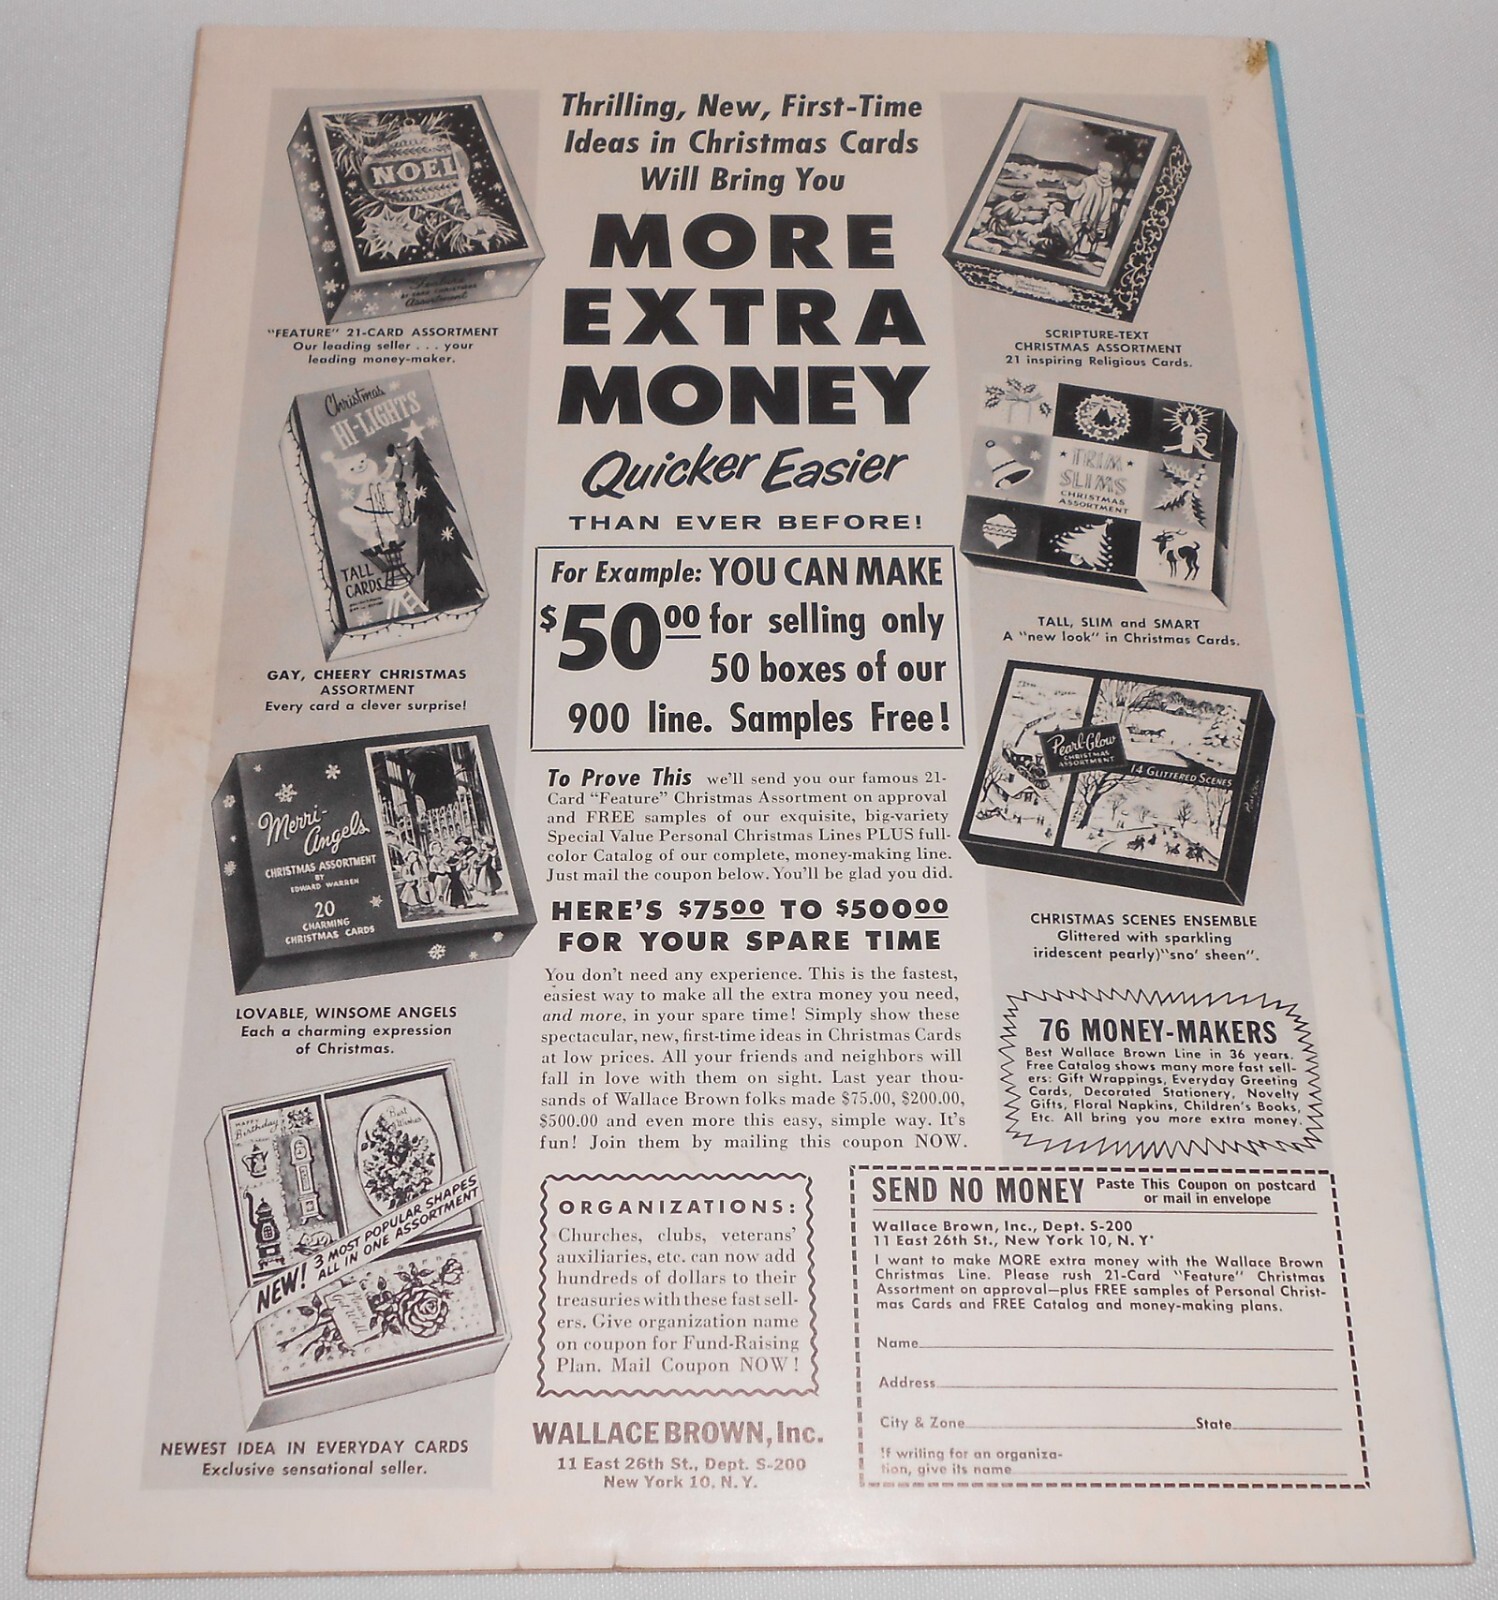 Thrilling, New, First-Time
Ideas in Christmas Cards
Will Bring You
MORE
EXTRA
MONEY
Quicker Easier
THAN EVER BEFORE!
For Example: YOU CAN MAKE
$50.00 for selling only
50 boxes of our
900 line. Samples Free!
To Prove This we'll send you our famous 21-
Card "Feature" Christmas Assortment on approval
and FREE samples of our exquisite, big-variety
Special Value Personal Christmas Lines PLUS full-
color Catalog of our complete, money-making line.
Just mail the coupon below. You'll be glad you did.
HERE'S $7500 TO $50000
FOR YOUR SPARE TIME
You don't need any experience. This is the fastest,
easiest way to make all the extra money you need,
and more, in your spare time! Simply show these
spectacular, new, first-time ideas in Christmas Cards
at low prices. All your friends and neighbors will
fall in love with them on sight. Last year thou-
sands of Wallace Brown folks made $75.00, $200.00,
$500.00 and even more this easy, simple way. It's
fun! Join them by mailing this coupon NOW.
NOEL
Feature
Assortment
"FEATURE" 21-CARD ASSORTMENT
Our leading seller . . . your
leading money-maker.
Christmas
HI-LIGHTS
TALL
CARDS
GAY, CHEERY CHRISTMAS
ASSORTMENT
Every card a clever surprise!
Merri-
Angels
CHRISTMAS ASSORTMENT
BY
EDWARD WARREN
20
CHARMING
CHRISTMAS CARDS
LOVABLE, WINSOME ANGELS
Each a charming expression
of Christmas.
Happy
Birthday
Best
Wishes
NEW! 3 MOST POPULAR SHAPES
ALL IN ONE ASSORTMENT
Get Well
NEWEST IDEA IN EVERYDAY CARDS
Exclusive sensational seller.
SCRIPTURE-TEXT
CHRISTMAS ASSORTMENT
21 inspiring Religious Cards.
TRIM
SLIMS
CHRISTMAS
ASSORTMENT
TALL, SLIM and SMART
A "new look" in Christmas Cards.
Pearl-Glow
CHRISTMAS
ASSORTMENT
14 GLITTERED SCENES
CHRISTMAS SCENES ENSEMBLE
Glittered with sparkling
iridescent pearly)"sno' sheen".
76 MONEY-MAKERS
Best Wallace Brown Line in 36 years.
Free Catalog shows many more fast sell-
ers: Gift Wrappings, Everyday Greeting
Cards, Decorated Stationery, Novelty
Gifts, Floral Napkins, Children's Books,
Etc. All bring you more extra money.
ORGANIZATIONS:
Churches, clubs, veterans'
auxiliaries, etc. can now add
hundreds of dollars to their
treasuries with these fast sell-
ers. Give organization name
on coupon for Fund-Raising
Plan. Mail Coupon NOW!
WALLACE BROWN, Inc.
11 East 26th St., Dept. S-200
New York 10, N. Y.
SEND NO MONEY Paste This Coupon on postcard
or mail in envelope
Wallace Brown, Inc., Dept. S-200
11 East 26th St., New York 10, N. Y.
I want to make MORE extra money with the Wallace Brown
Christmas Line. Please rush 21-Card "Feature" Christmas
Assortment on approval—plus FREE samples of Personal Christ-
mas Cards and FREE Catalog and money-making plans.
Name
Address
City & Zone State
If writing for an organiza-
tion, give its name